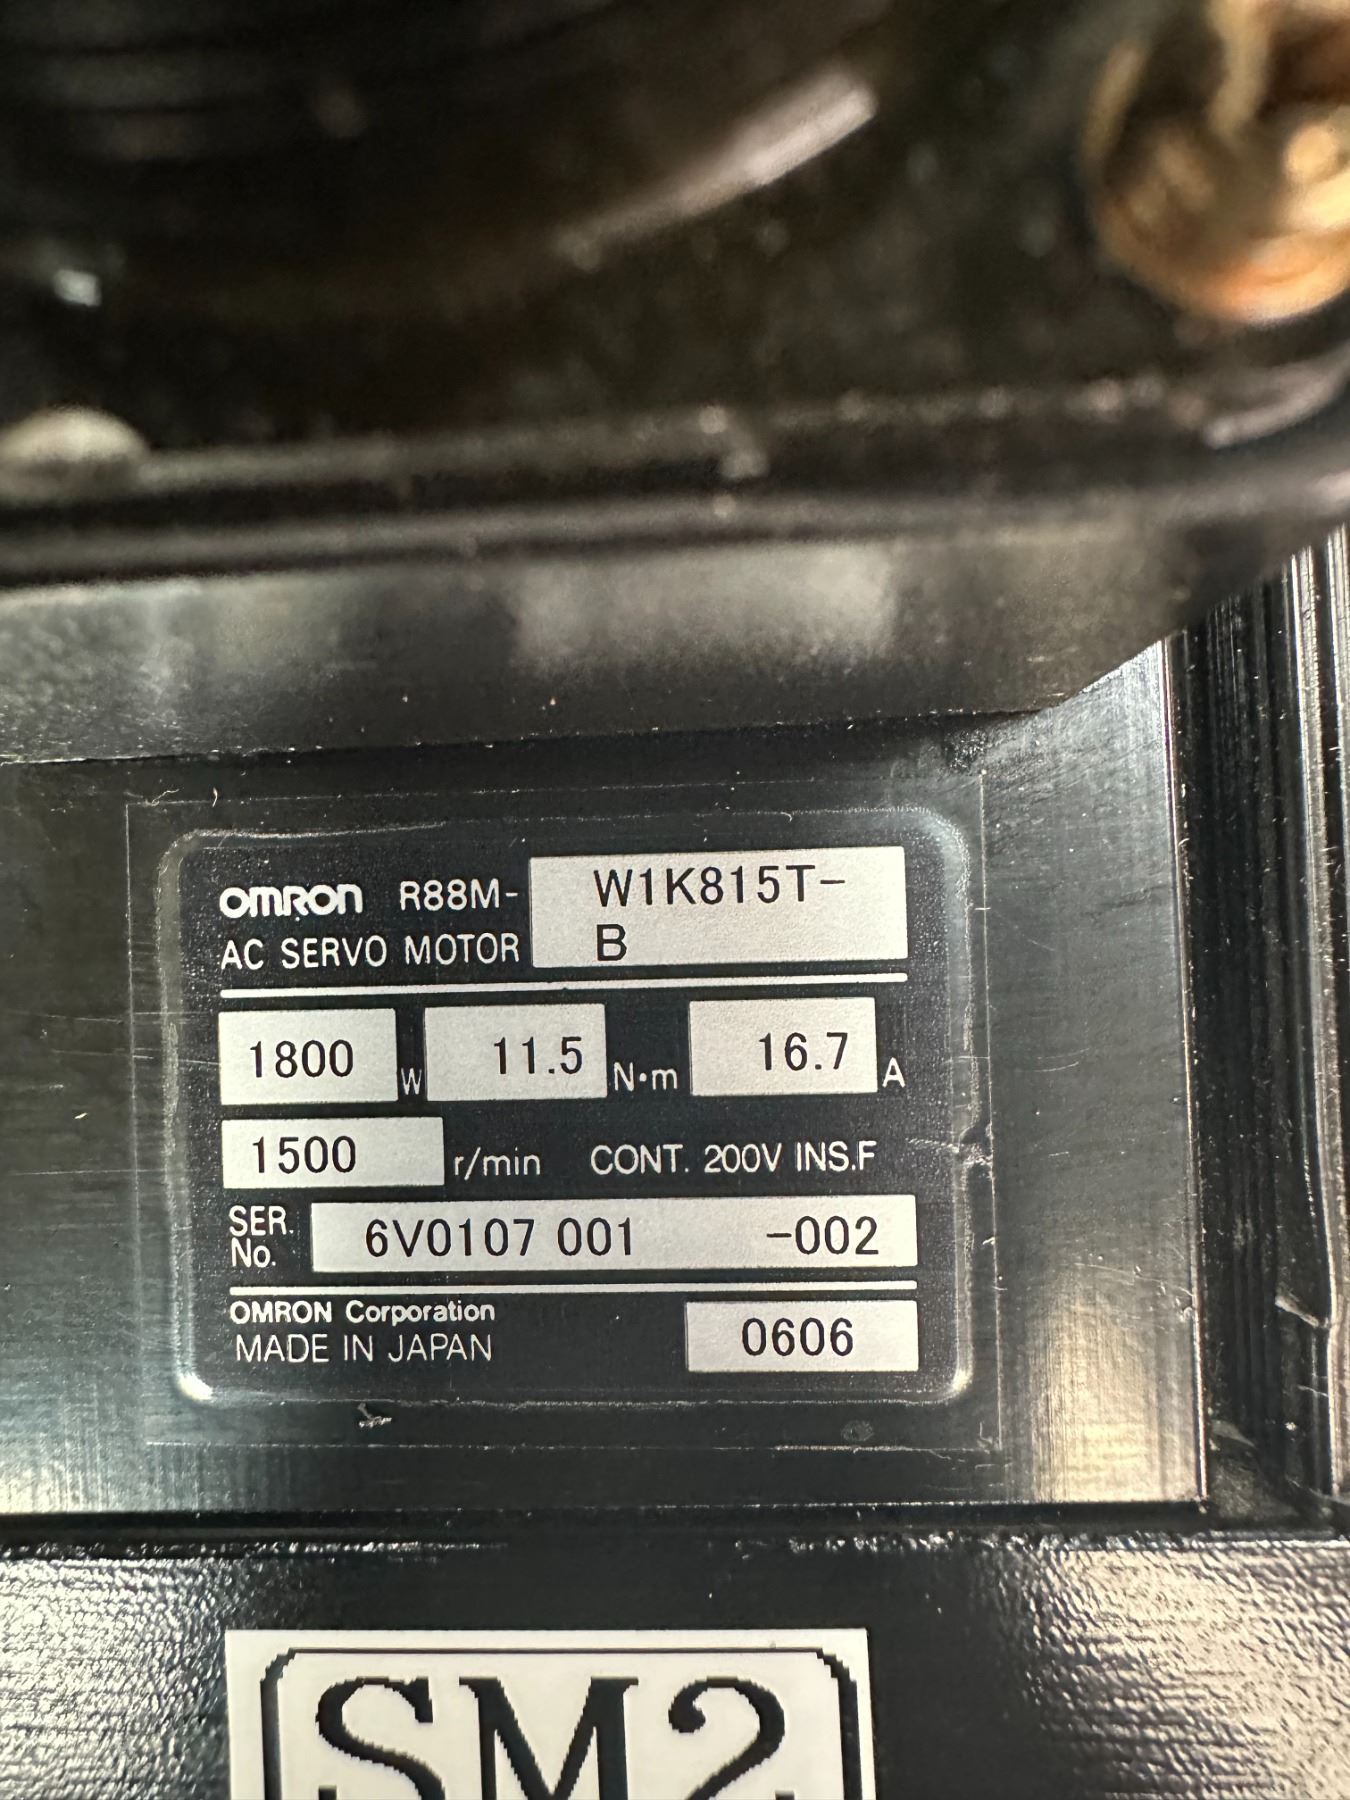 OMRON R88M- W1K815T-
AC SERVO MOTOR B
1800 W 11.5 N·m 16.7 A
1500 r/min CONT. 200V INS.F
SER. No. 6V0107 001 -002
OMRON Corporation
MADE IN JAPAN 0606
SM2